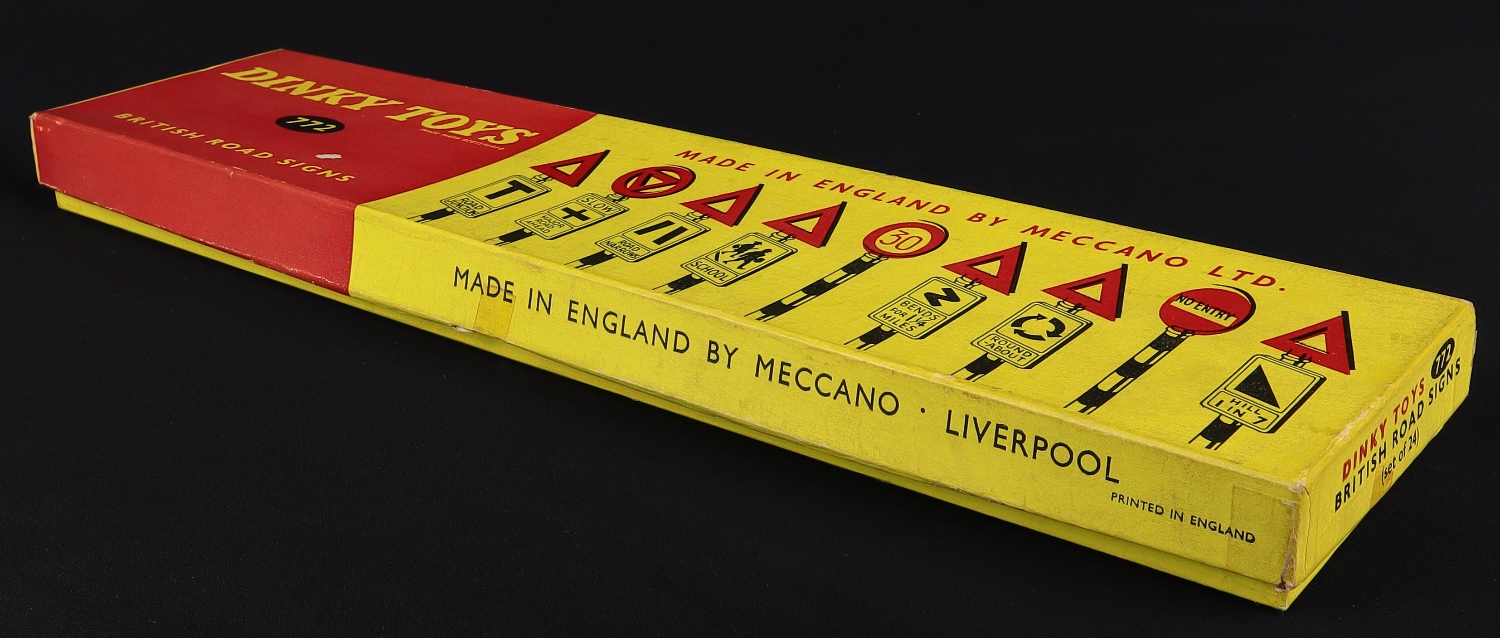 DINKY TOYS
772
BRITISH ROAD SIGNS
MADE IN ENGLAND BY MECCANO LTD.
ROAD
JUNCTION
SLOW
MAJOR
ROAD
AHEAD
ROAD
NARROWS
SCHOOL
30
BENDS
FOR 1¼
MILES
ROUND
-ABOUT
NO ENTRY
HILL
1 IN 7
MADE IN ENGLAND BY MECCANO · LIVERPOOL
PRINTED IN ENGLAND
DINKY TOYS 772
BRITISH ROAD SIGNS
(set of 24)